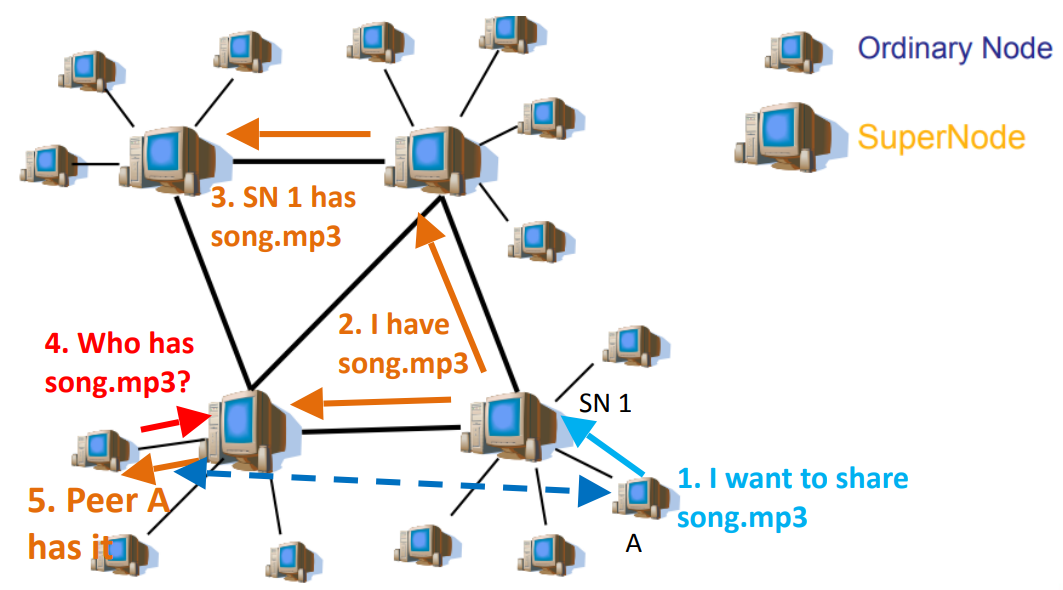 Ordinary Node
SuperNode
3. SN 1 has
song.mp3
2. I have
song.mp3
4. Who has
song.mp3?
SN 1
1. I want to share
song.mp3
5. Peer A
has it
A